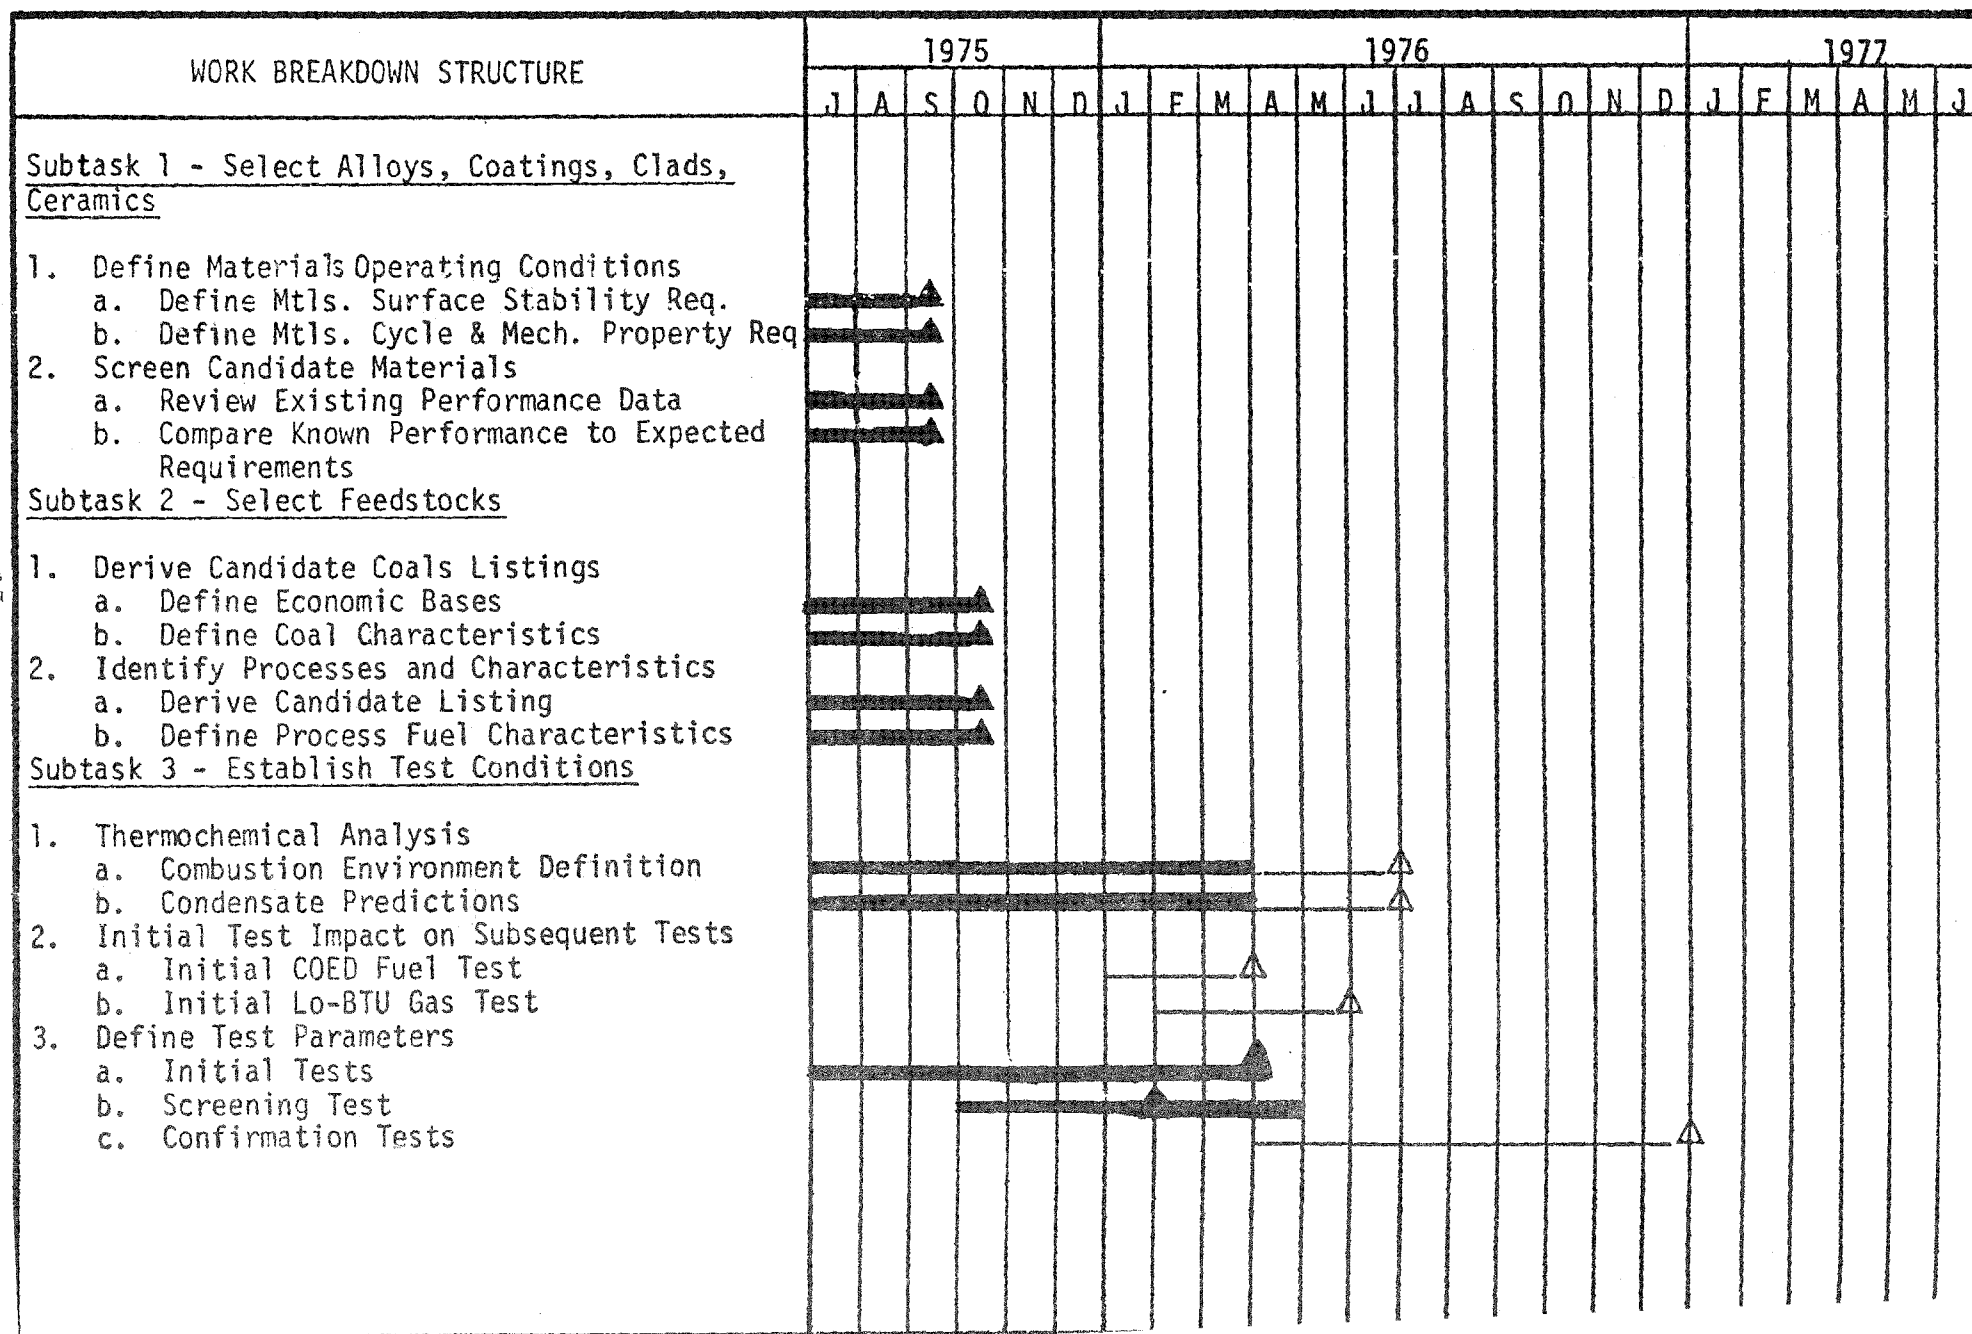 WORK BREAKDOWN STRUCTURE
1975 1976 1977
J A S O N D J F M A M J J A S O N D J F M A M J
Subtask 1 - Select Alloys, Coatings, Clads,
Ceramics
1. Define Materials Operating Conditions
a. Define Mtls. Surface Stability Req.
b. Define Mtls. Cycle & Mech. Property Req
2. Screen Candidate Materials
a. Review Existing Performance Data
b. Compare Known Performance to Expected
Requirements
Subtask 2 - Select Feedstocks
1. Derive Candidate Coals Listings
a. Define Economic Bases
b. Define Coal Characteristics
2. Identify Processes and Characteristics
a. Derive Candidate Listing
b. Define Process Fuel Characteristics
Subtask 3 - Establish Test Conditions
1. Thermochemical Analysis
a. Combustion Environment Definition
b. Condensate Predictions
2. Initial Test Impact on Subsequent Tests
a. Initial COED Fuel Test
b. Initial Lo-BTU Gas Test
3. Define Test Parameters
a. Initial Tests
b. Screening Test
c. Confirmation Tests